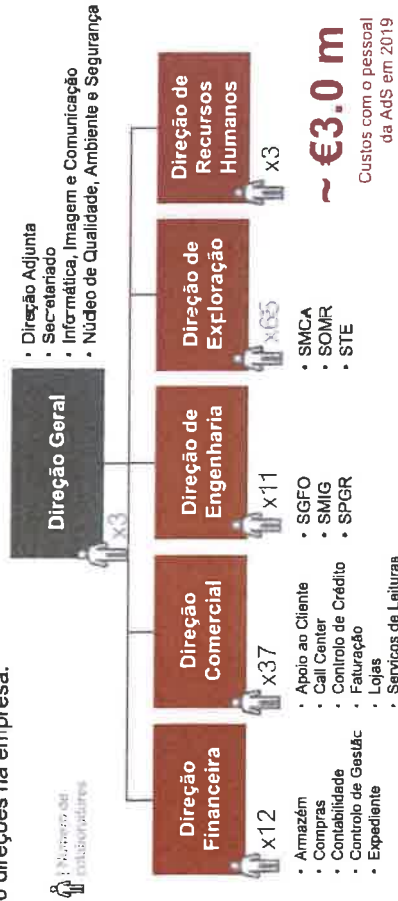 6 direções na empresa.
: Número de
colaboradores
Direção Geral
x3
• Direção Adjunta
• Secretariado
• Informática, Imagem e Comunicação
• Núcleo de Qualidade, Ambiente e Segurança
Direção
Financeira
x12
• Armazém
• Compras
• Contabilidade
• Controlo de Gestão
• Expediente
Direção
Comercial
x37
• Apoio ao Cliente
• Call Center
• Controlo de Crédito
• Faturação
• Lojas
• Serviços de Leituras
Direção de
Engenharia
x11
• SGFO
• SMIG
• SPGR
Direção de
Exploração
x65
• SMCA
• SOMR
• STE
Direção de
Recursos
Humanos
x3
~ €3.0 m
Custos com o pessoal
da AdS em 2019